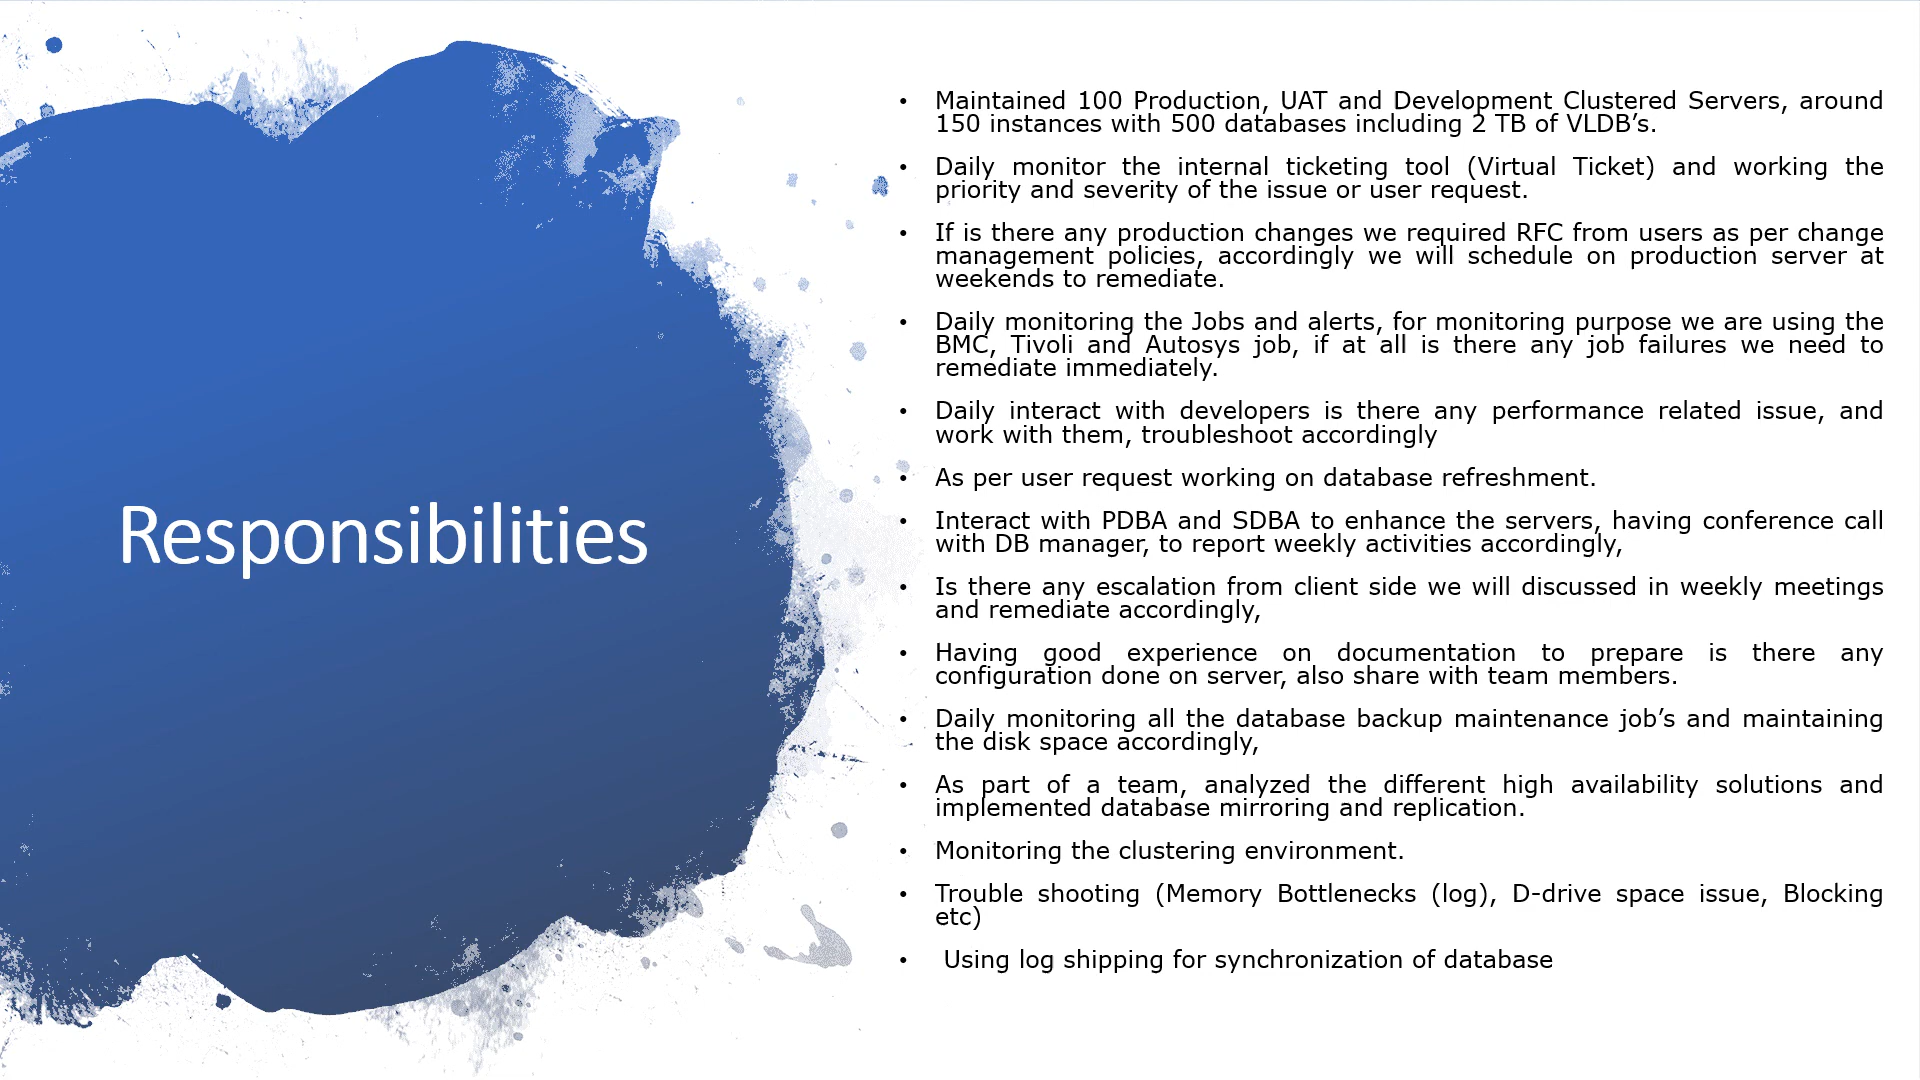 Responsibilities
• Maintained 100 Production, UAT and Development Clustered Servers, around
150 instances with 500 databases including 2 TB of VLDB’s.
• Daily monitor the internal ticketing tool (Virtual Ticket) and working the
priority and severity of the issue or user request.
• If is there any production changes we required RFC from users as per change
management policies, accordingly we will schedule on production server at
weekends to remediate.
• Daily monitoring the Jobs and alerts, for monitoring purpose we are using the
BMC, Tivoli and Autosys job, if at all is there any job failures we need to
remediate immediately.
• Daily interact with developers is there any performance related issue, and
work with them, troubleshoot accordingly
• As per user request working on database refreshment.
• Interact with PDBA and SDBA to enhance the servers, having conference call
with DB manager, to report weekly activities accordingly,
• Is there any escalation from client side we will discussed in weekly meetings
and remediate accordingly,
• Having good experience on documentation to prepare is there any
configuration done on server, also share with team members.
• Daily monitoring all the database backup maintenance job’s and maintaining
the disk space accordingly,
• As part of a team, analyzed the different high availability solutions and
implemented database mirroring and replication.
• Monitoring the clustering environment.
• Trouble shooting (Memory Bottlenecks (log), D-drive space issue, Blocking
etc)
• Using log shipping for synchronization of database